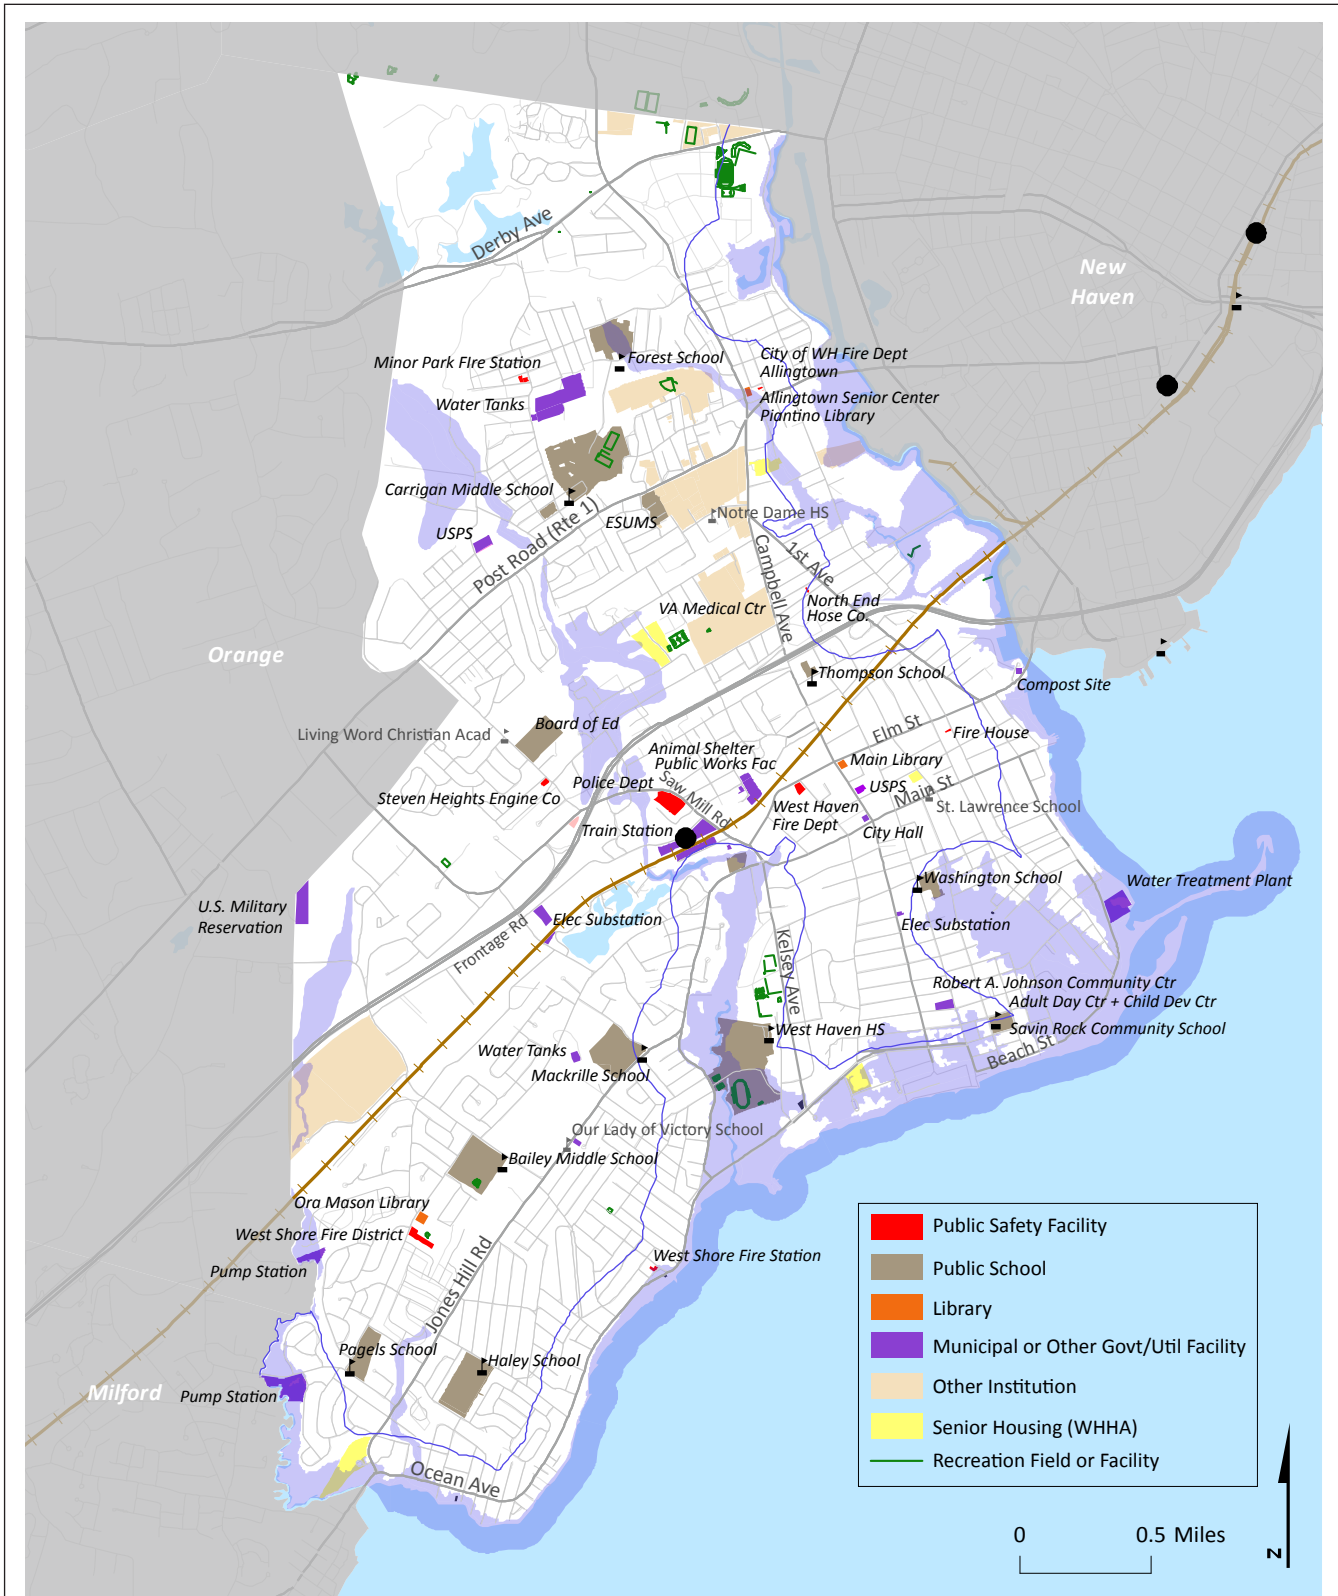 Derby Ave
New
Haven
Minor Park FIre Station
Forest School
City of WH Fire Dept
Allingtown
Water Tanks
Allingtown Senior Center
Piantino Library
Carrigan Middle School
ESUMS
Notre Dame HS
USPS
Post Road (Rte 1)
Campbell Ave
1st Ave
VA Medical Ctr
North End
Hose Co.
Orange
Thompson School
Compost Site
Board of Ed
Living Word Christian Acad
Elm St
Fire House
Animal Shelter
Public Works Fac
Main Library
Police Dept
Saw Mill Rd
USPS
Main St
Steven Heights Engine Co
West Haven
Fire Dept
St. Lawrence School
Train Station
City Hall
Washington School
Water Treatment Plant
U.S. Military
Reservation
Elec Substation
Elec Substation
Frontage Rd
Kelsey Ave
Robert A. Johnson Community Ctr
Adult Day Ctr + Child Dev Ctr
West Haven HS
Savin Rock Community School
Water Tanks
Beach St
Mackrille School
Our Lady of Victory School
Bailey Middle School
Ora Mason Library
West Shore Fire District
Pump Station
West Shore Fire Station
Jones Hill Rd
Pagels School
Haley School
Milford
Pump Station
Ocean Ave
Public Safety Facility
Public School
Library
Municipal or Other Govt/Util Facility
Other Institution
Senior Housing (WHHA)
Recreation Field or Facility
0 0.5 Miles
N